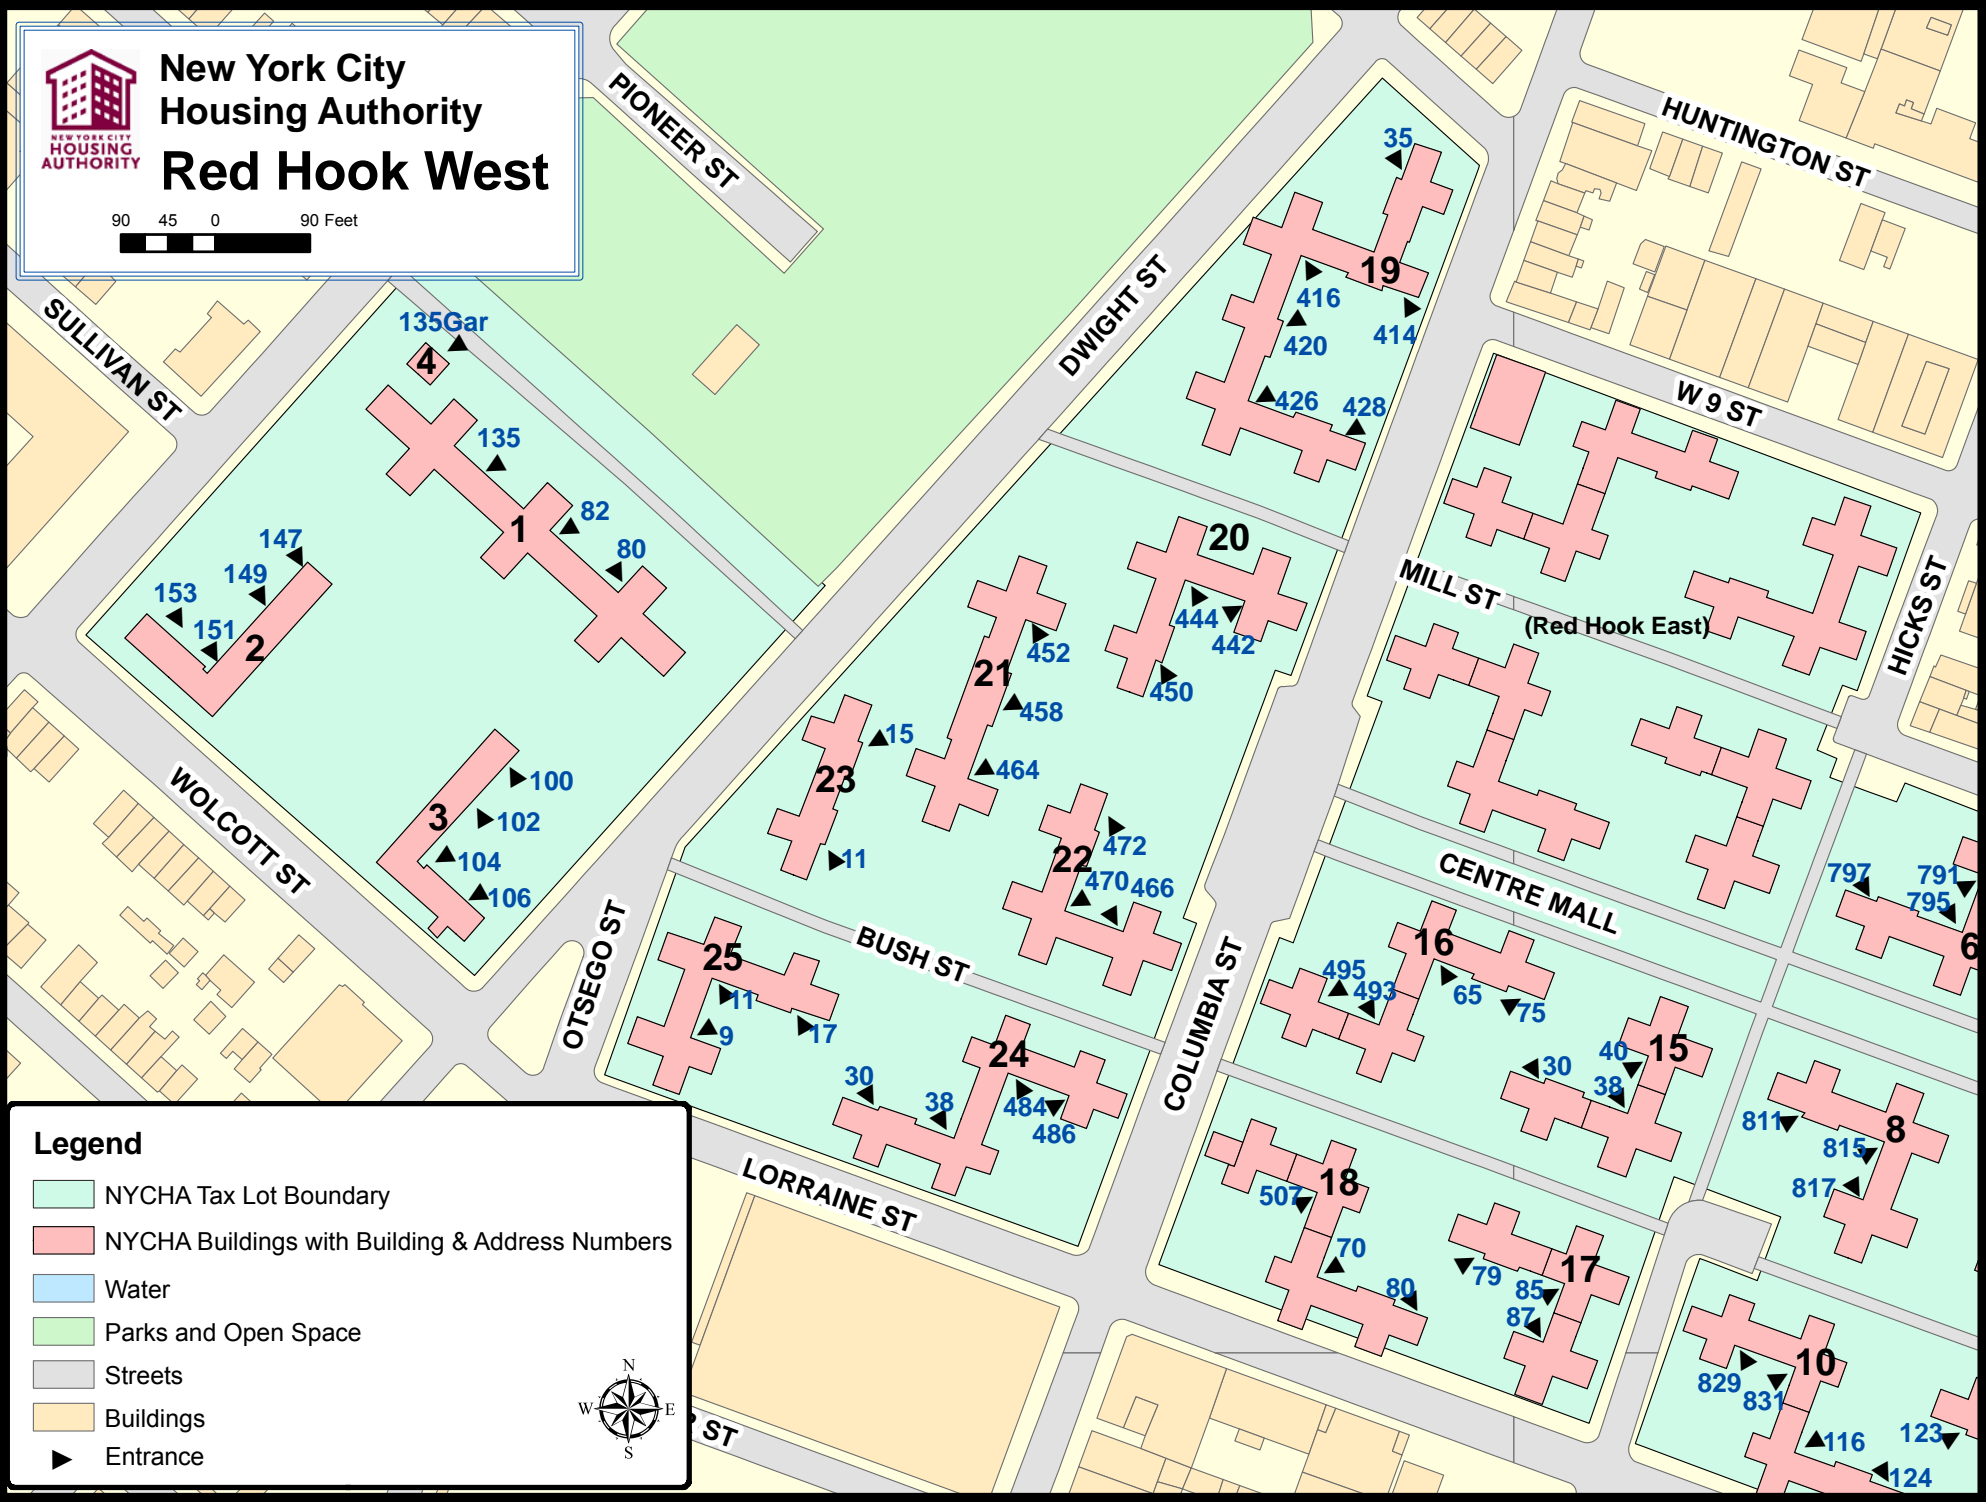 New York City
Housing Authority
Red Hook West
NEW YORK CITY
HOUSING
AUTHORITY
90 45 0 90 Feet
PIONEER ST
HUNTINGTON ST
SULLIVAN ST
DWIGHT ST
W 9 ST
MILL ST
(Red Hook East)
HICKS ST
WOLCOTT ST
OTSEGO ST
BUSH ST
CENTRE MALL
COLUMBIA ST
LORRAINE ST
ST
35
19
416
414
420
426
428
135Gar
4
135
1
82
80
147
149
153
151
2
20
444
442
450
452
21
458
464
15
23
11
100
3
102
104
106
472
22
470
466
25
11
9
17
30
38
24
484
486
16
495
493
65
75
797
791
795
6
15
40
30
38
811
8
815
817
18
507
70
80
79
17
85
87
10
829
831
116
123
124
Legend
NYCHA Tax Lot Boundary
NYCHA Buildings with Building & Address Numbers
Water
Parks and Open Space
Streets
Buildings
Entrance
N
W E
S